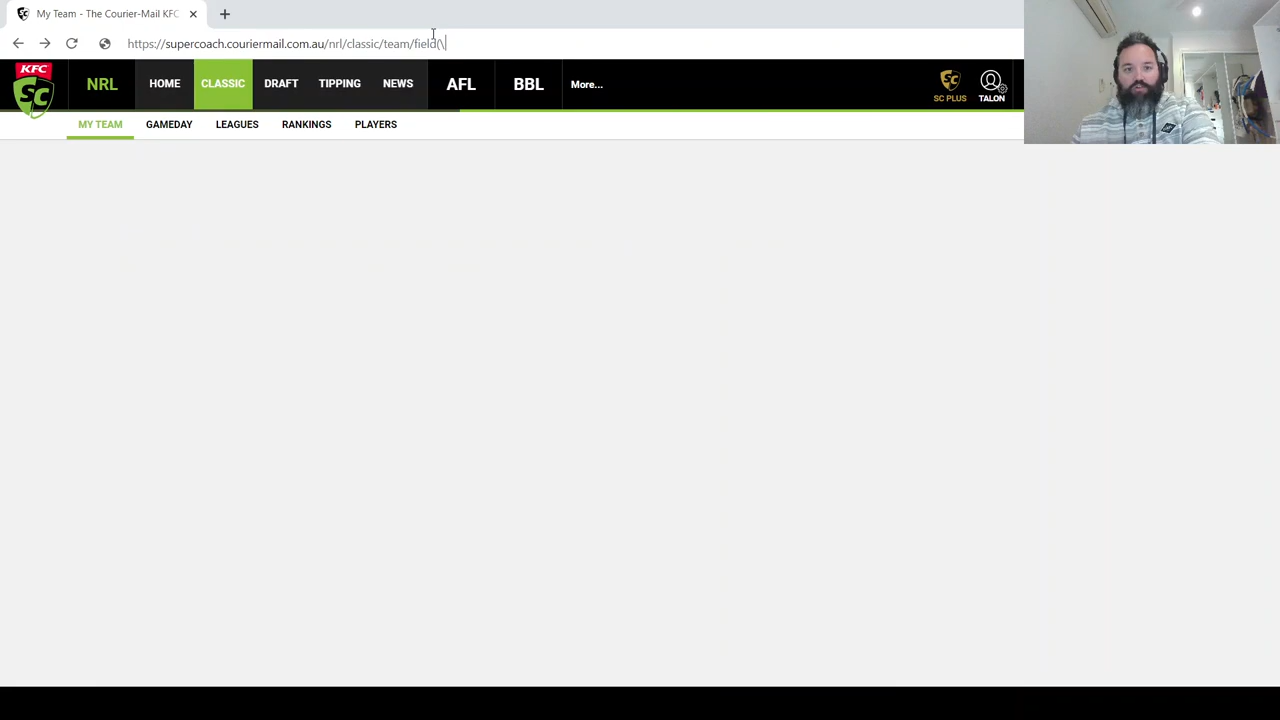 My Team - The Courier-Mail KFC
https://supercoach.couriermail.com.au/nrl/classic/team/field(\
KFC
SC
NRL
HOME
CLASSIC
DRAFT
TIPPING
NEWS
AFL
BBL
More...
SC PLUS
TALON
MY TEAM
GAMEDAY
LEAGUES
RANKINGS
PLAYERS